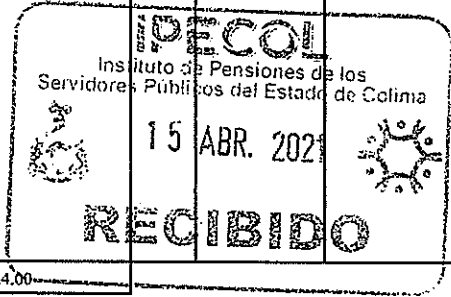 IPECOL
Instituto de Pensiones de los
Servidores Públicos del Estado de Colima
15 ABR. 2021
RECIBIDO
4.00